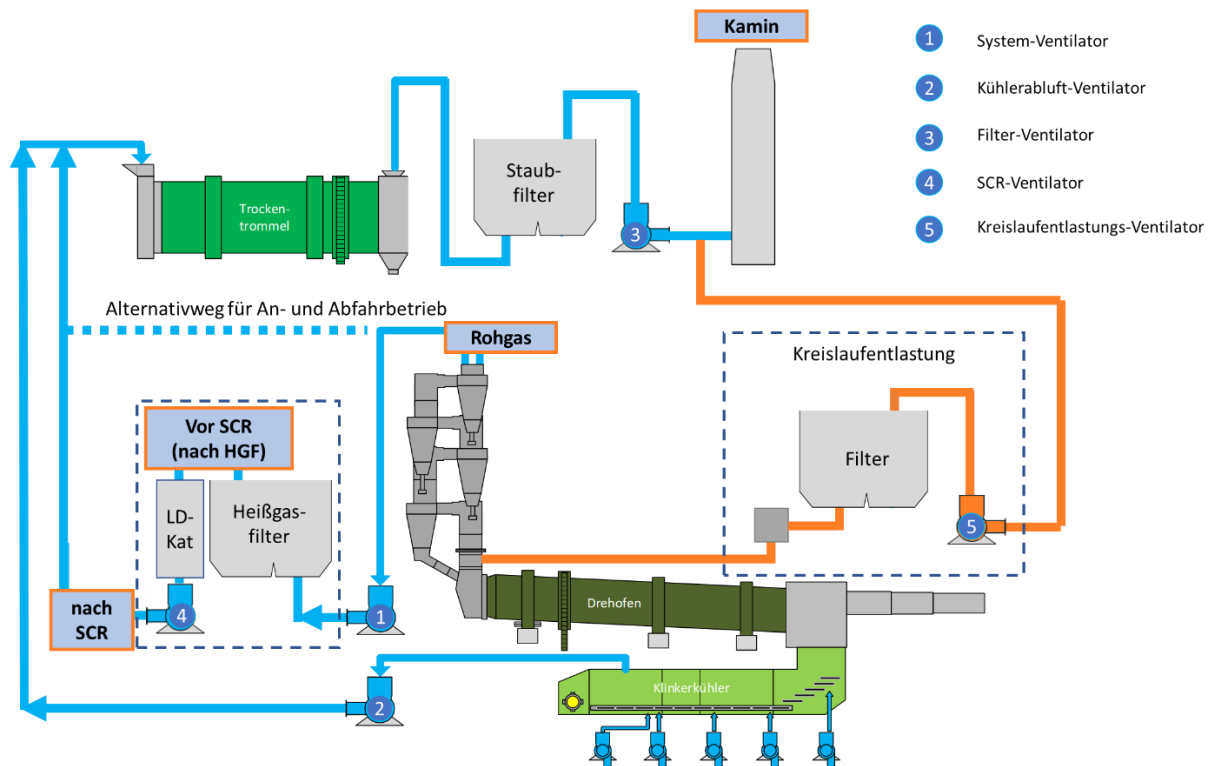 Kamin
1 System-Ventilator
2 Kühlerabluft-Ventilator
3 Filter-Ventilator
4 SCR-Ventilator
5 Kreislaufentlastungs-Ventilator
Staub-
filter
Trocken-
trommel
3
Alternativweg für An- und Abfahrbetrieb
Rohgas
Kreislaufentlastung
Vor SCR
(nach HGF)
Filter
LD-
Kat
Heißgas-
filter
5
nach
SCR
4
1
Drehofen
Klinkerkühler
2